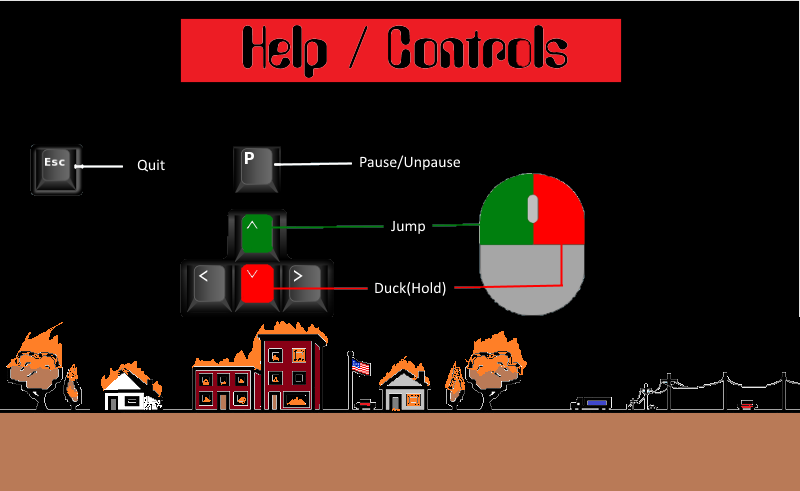 Help / Controls
Esc
Quit
P
Pause/Unpause
^
Jump
<
˅
>
Duck(Hold)